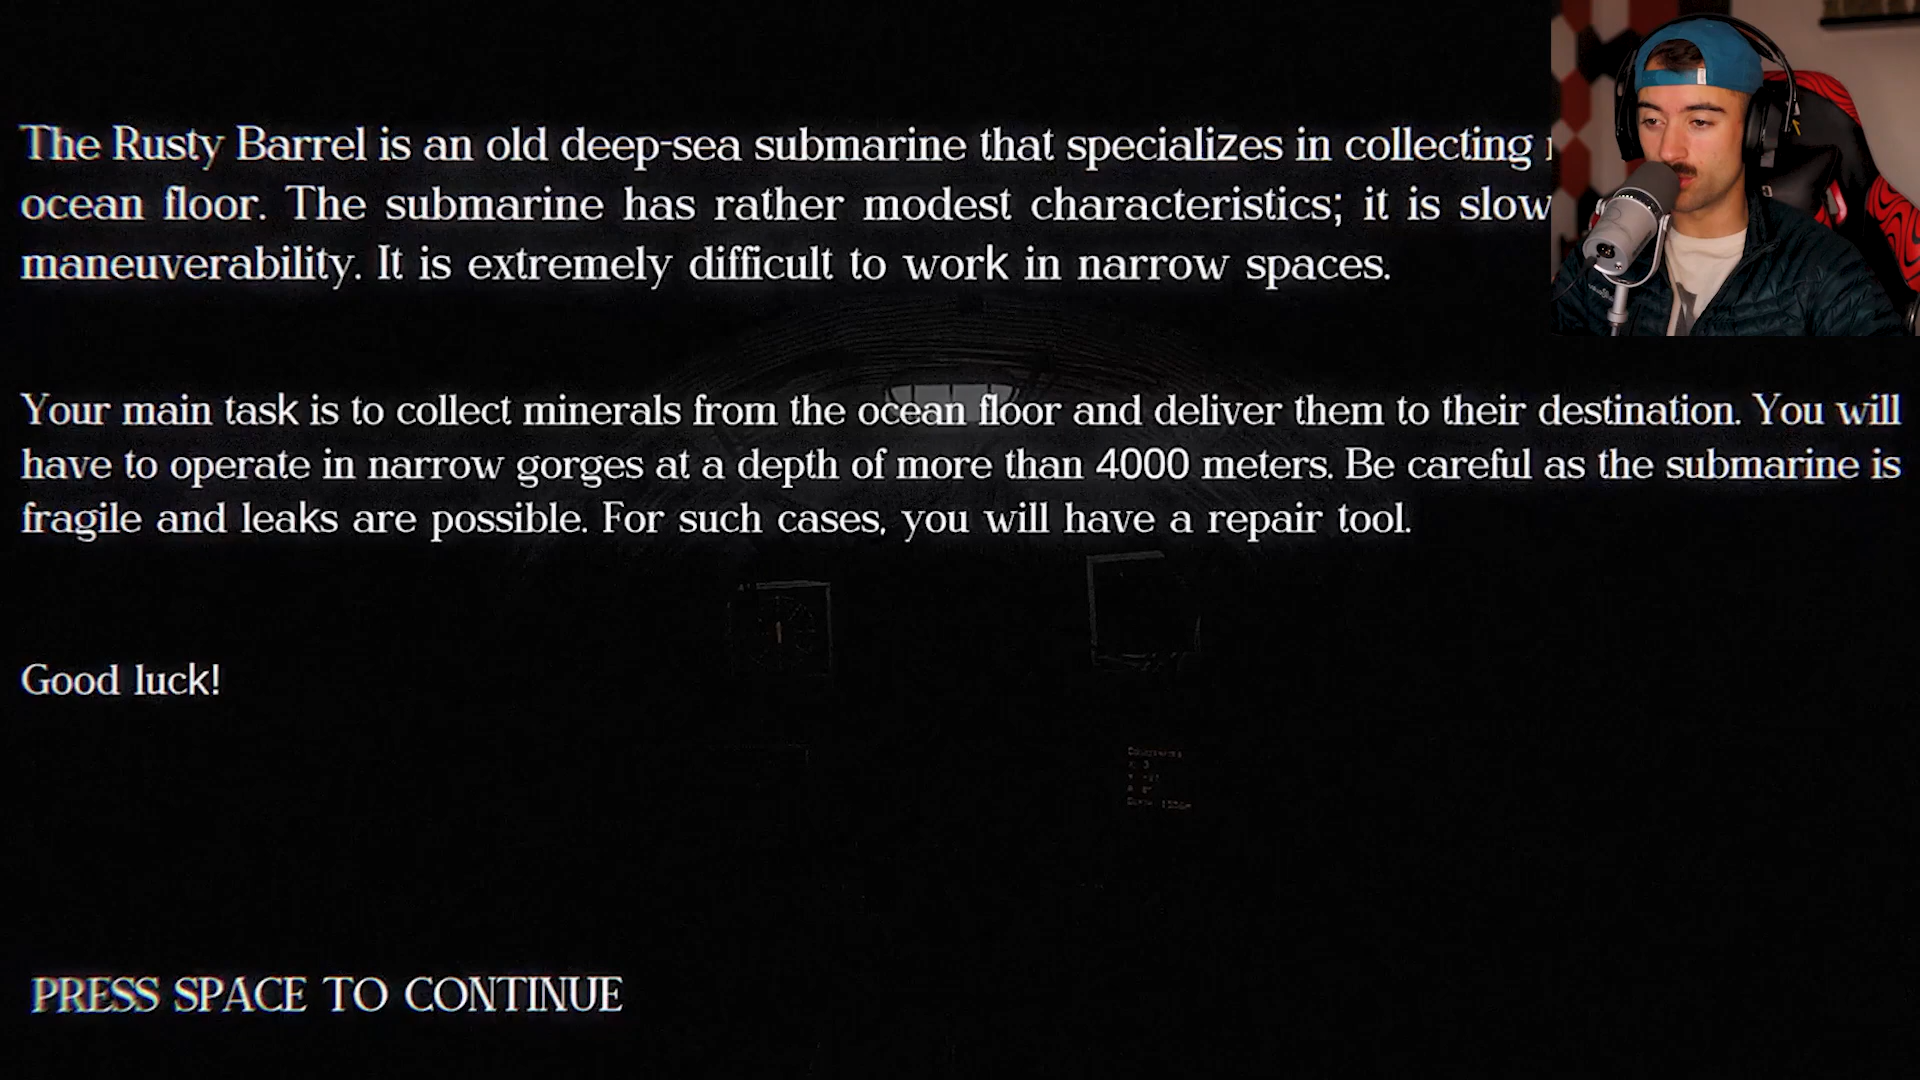 The Rusty Barrel is an old deep-sea submarine that specializes in collecting
ocean floor. The submarine has rather modest characteristics; it is slow
maneuverability. It is extremely difficult to work in narrow spaces.
Your main task is to collect minerals from the ocean floor and deliver them to their destination. You will
have to operate in narrow gorges at a depth of more than 4000 meters. Be careful as the submarine is
fragile and leaks are possible. For such cases, you will have a repair tool.
Good luck!
PRESS SPACE TO CONTINUE